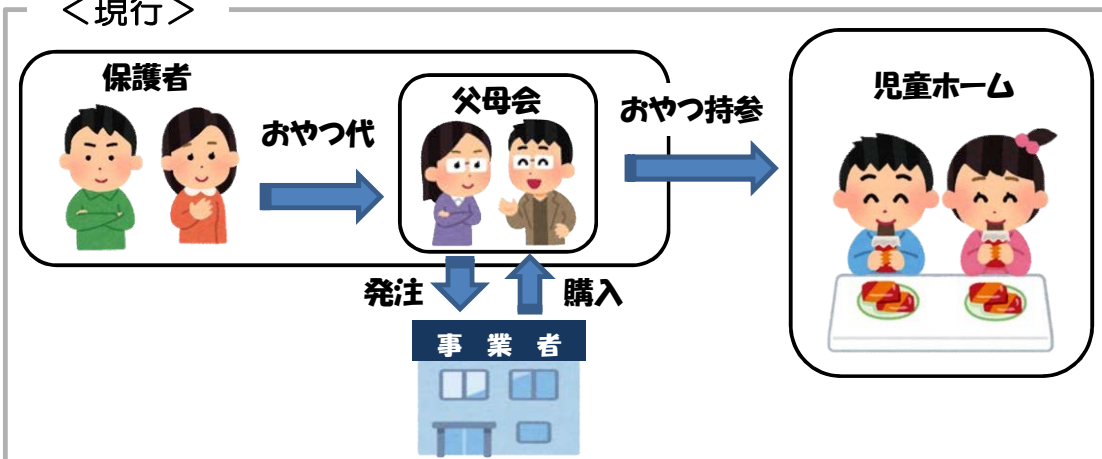 ＜現行＞
保護者
父母会
おやつ代
おやつ持参
児童ホーム
発注
購入
事業者